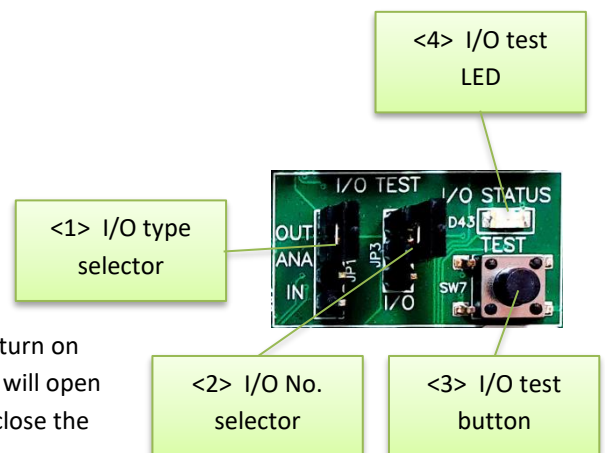 <4> I/O test
LED
I/O TEST
I/O STATUS
OUT
ANA
IN
JP1
JP3
I/O
D43
TEST
SW7
<1> I/O type
selector
turn on
will open
close the
<2> I/O No.
selector
<3> I/O test
button